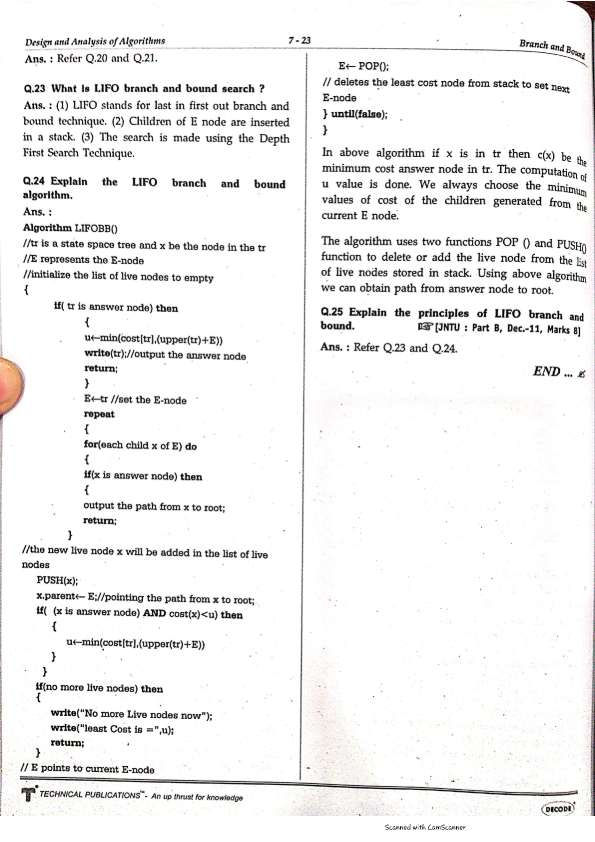 Design and Analysis of Algorithms
7 - 23
Branch and Bound
Ans. : Refer Q.20 and Q.21.
Q.23 What is LIFO branch and bound search ?
Ans. : (1) LIFO stands for last in first out branch and
bound technique. (2) Children of E node are inserted
in a stack. (3) The search is made using the Depth
First Search Technique.
Q.24 Explain the LIFO branch and bound
algorithm.
Ans. :
Algorithm LIFOBB()
//tr is a state space tree and x be the node in the tr
//E represents the E-node
//initialize the list of live nodes to empty
{
if( tr is answer node) then
{
u←min(cost[tr],(upper(tr)+E))
write(tr);//output the answer node
return;
}
E←tr //set the E-node
repeat
{
for(each child x of E) do
{
if(x is answer node) then
{
output the path from x to root;
return;
}
//the new live node x will be added in the list of live
nodes
PUSH(x);
x.parent← E;//pointing the path from x to root;
if( (x is answer node) AND cost(x)<u) then
{
u←min(cost[tr],(upper(tr)+E))
}
}
if(no more live nodes) then
{
write("No more Live nodes now");
write("least Cost is =",u);
return;
}
// E points to current E-node
E← POP();
// deletes the least cost node from stack to set next
E-node
} until(false);
}
In above algorithm if x is in tr then c(x) be the
minimum cost answer node in tr. The computation of
u value is done. We always choose the minimum
values of cost of the children generated from the
current E node.
The algorithm uses two functions POP () and PUSH()
function to delete or add the live node from the list
of live nodes stored in stack. Using above algorithm
we can obtain path from answer node to root.
Q.25 Explain the principles of LIFO branch and
bound. ☞ [JNTU : Part B, Dec.-11, Marks 8]
Ans. : Refer Q.23 and Q.24.
END ... ✍
TECHNICAL PUBLICATIONS™- An up thrust for knowledge
DECODE
Scanned with CamScanner